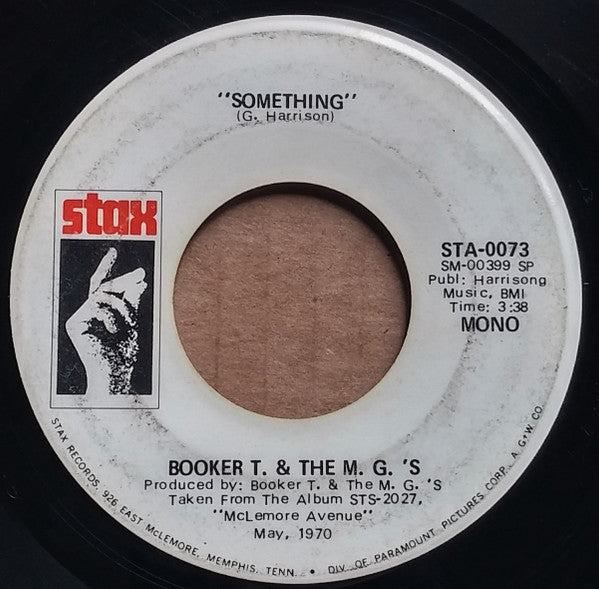 "SOMETHING"
(G. Harrison)
stax
STA-0073
SM-00399 SP
Publ: Harrisong
Music, BMI
Time: 3:38
MONO
BOOKER T. & THE M. G. 'S
Produced by: Booker T. & The M. G. 'S
Taken From The Album STS-2027,
"McLemore Avenue"
May, 1970
STAX RECORDS, 926 EAST McLEMORE, MEMPHIS, TENN. • DIV. OF PARAMOUNT PICTURES CORP. A G+W CO.